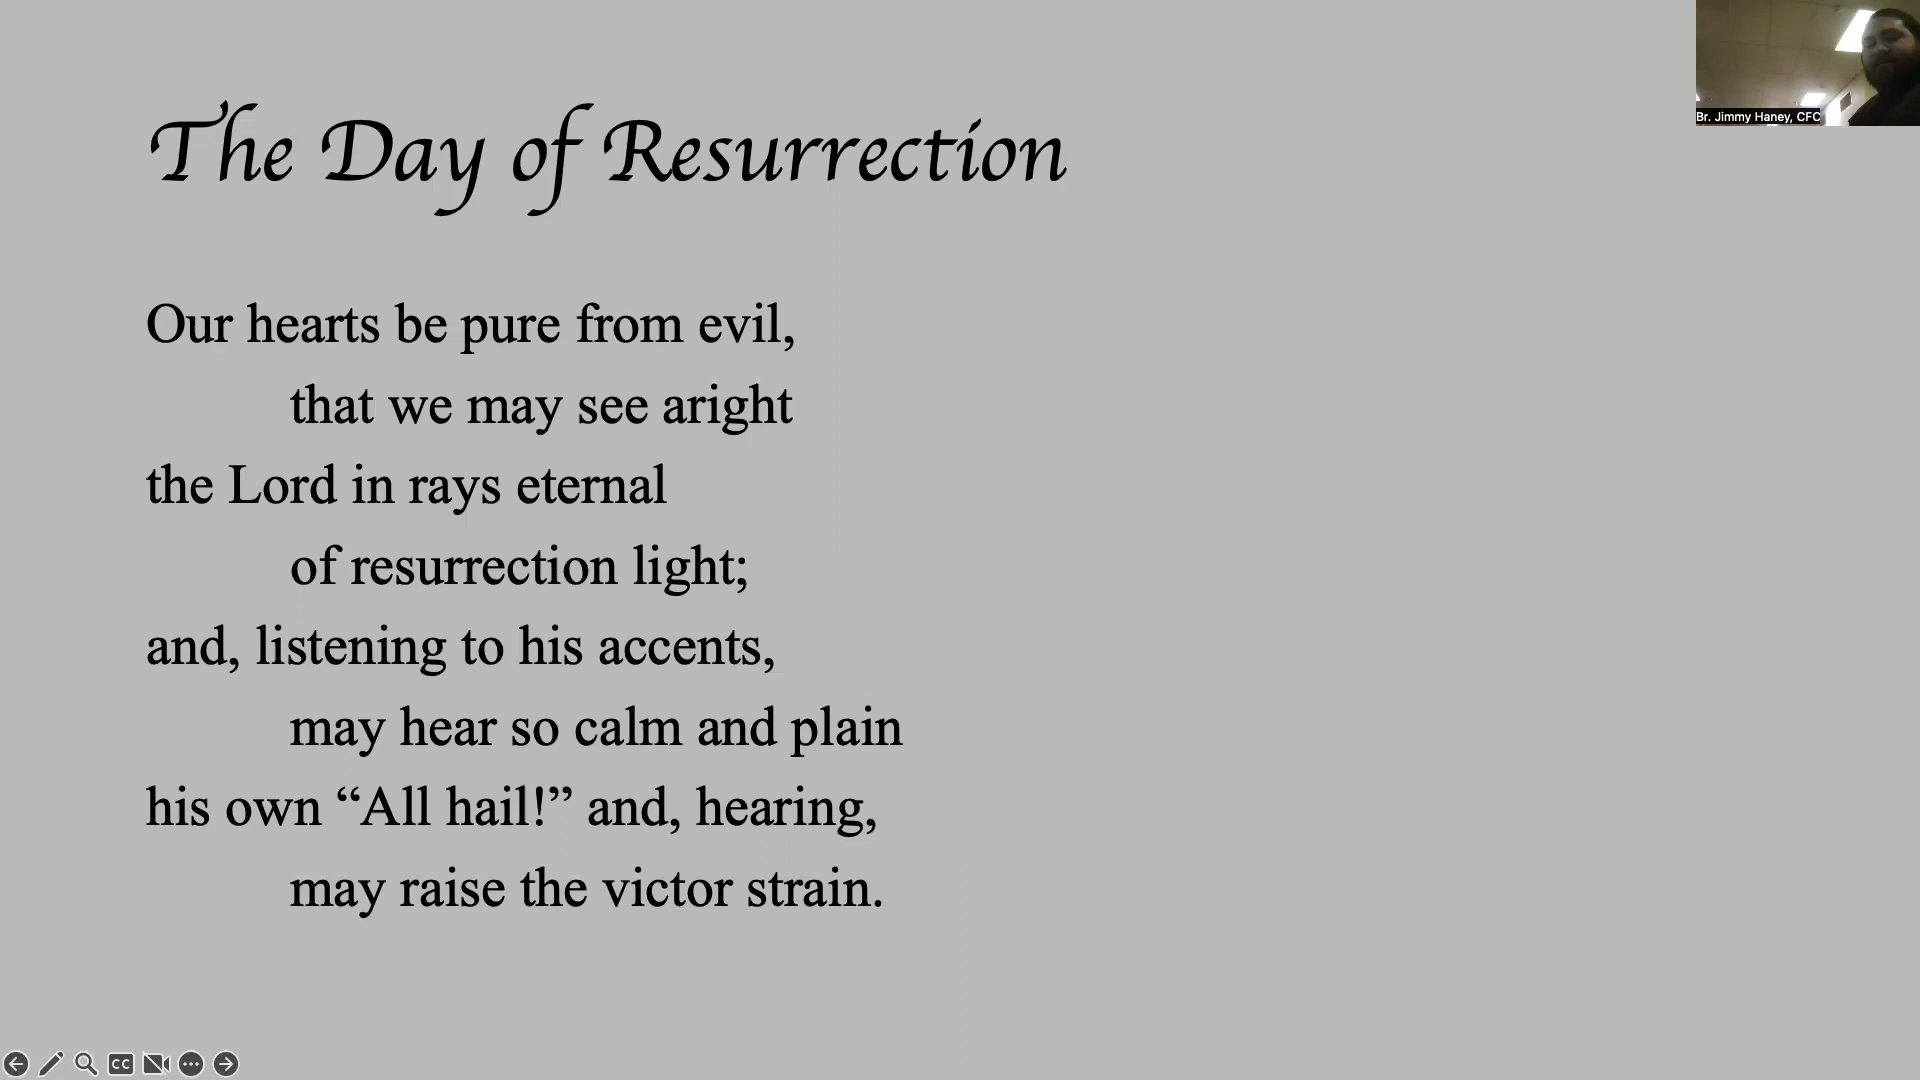 The Day of Resurrection
Our hearts be pure from evil,
that we may see aright
the Lord in rays eternal
of resurrection light;
and, listening to his accents,
may hear so calm and plain
his own “All hail!” and, hearing,
may raise the victor strain.
Br. Jimmy Haney, CFC
CC